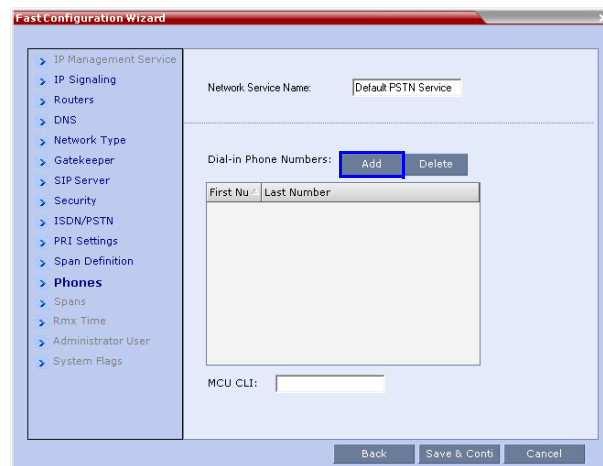 Fast Configuration Wizard
IP Management Service
IP Signaling
Routers
DNS
Network Type
Gatekeeper
SIP Server
Security
ISDN/PSTN
PRI Settings
Span Definition
Phones
Spans
Rmx Time
Administrator User
System Flags
Network Service Name: Default PSTN Service
Dial-in Phone Numbers: Add Delete
First Nu Last Number
MCU CLI:
Back Save & Conti Cancel